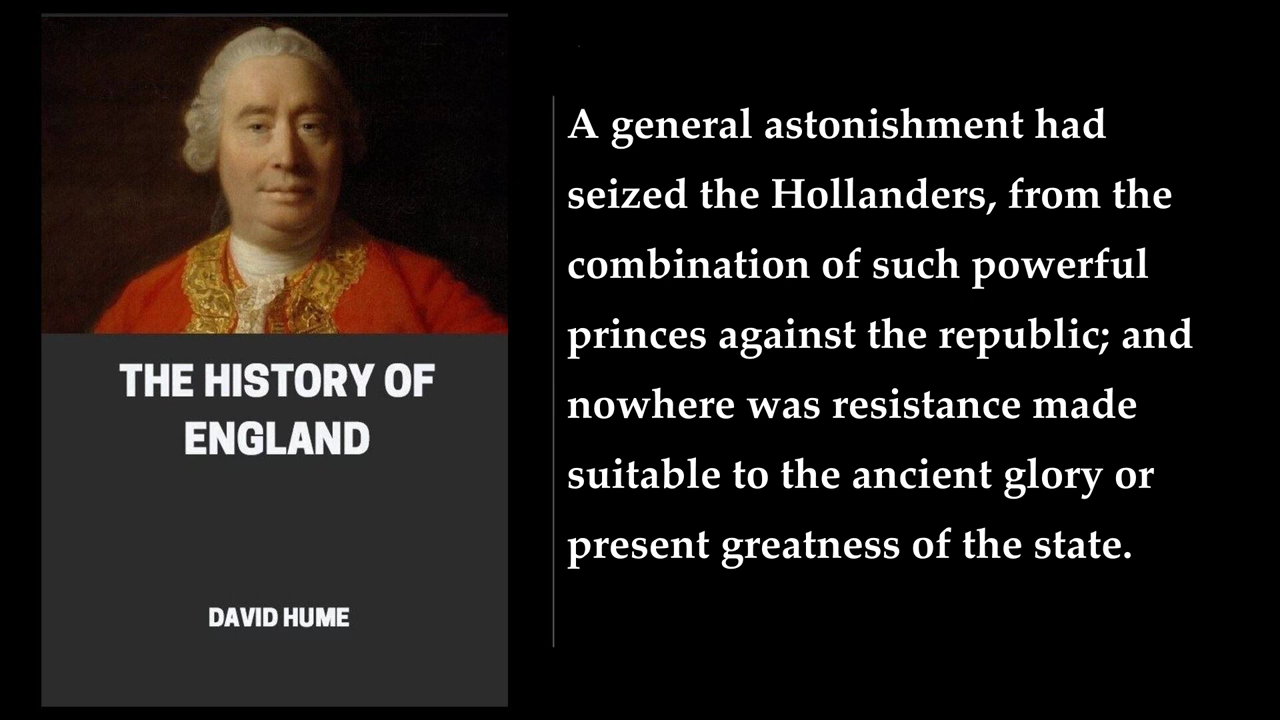 THE HISTORY OF
ENGLAND
DAVID HUME
A general astonishment had
seized the Hollanders, from the
combination of such powerful
princes against the republic; and
nowhere was resistance made
suitable to the ancient glory or
present greatness of the state.